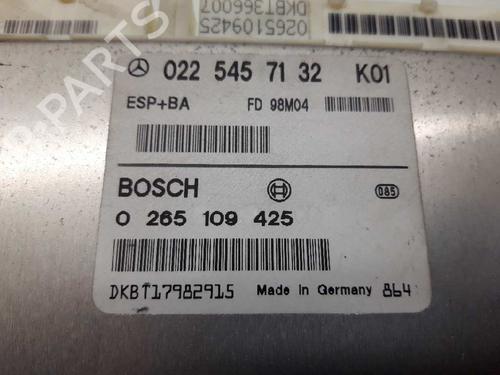 0265109425
DKBT1366007
022 545 71 32 K01
ESP+BA FD 98M04
BOSCH
085
0 265 109 425
DKBT17982915 Made in Germany 864
B-PARTS